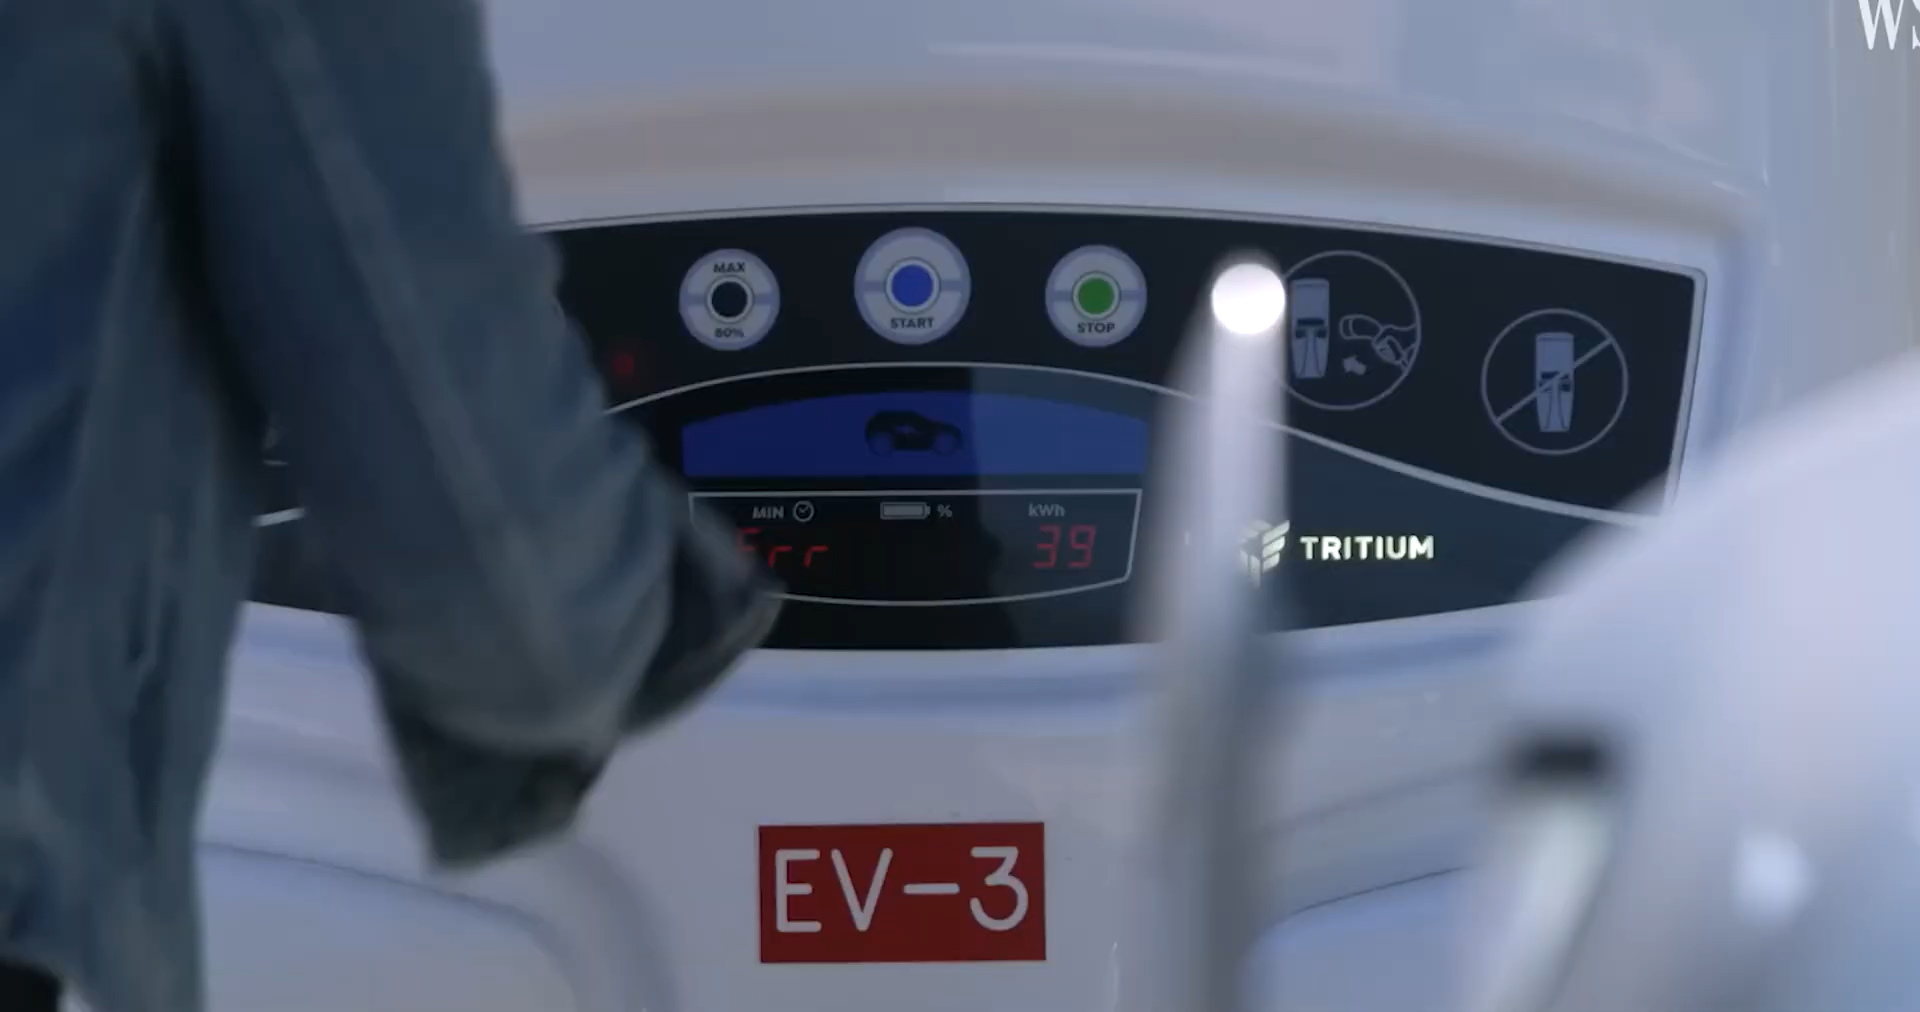 MAX
80%
START
STOP
MIN
%
kWh
Err
39
TRITIUM
EV-3